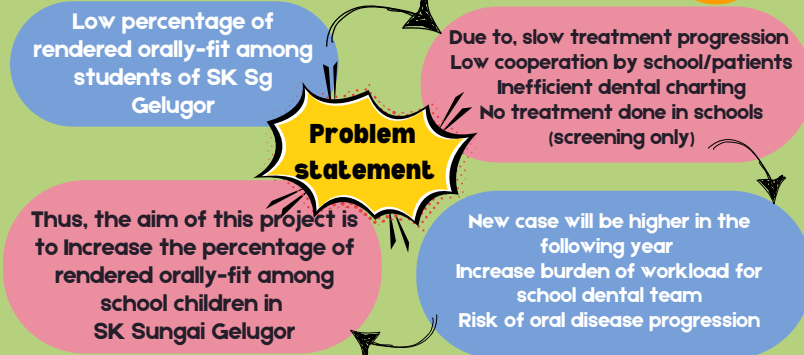 Low percentage of
rendered orally-fit among
students of SK Sg
Gelugor
Due to, slow treatment progression
Low cooperation by school/patients
Inefficient dental charting
No treatment done in schools
(screening only)
Problem
statement
New case will be higher in the
following year
Increase burden of workload for
school dental team
Risk of oral disease progression
Thus, the aim of this project is
to Increase the percentage of
rendered orally-fit among
school children in
SK Sungai Gelugor